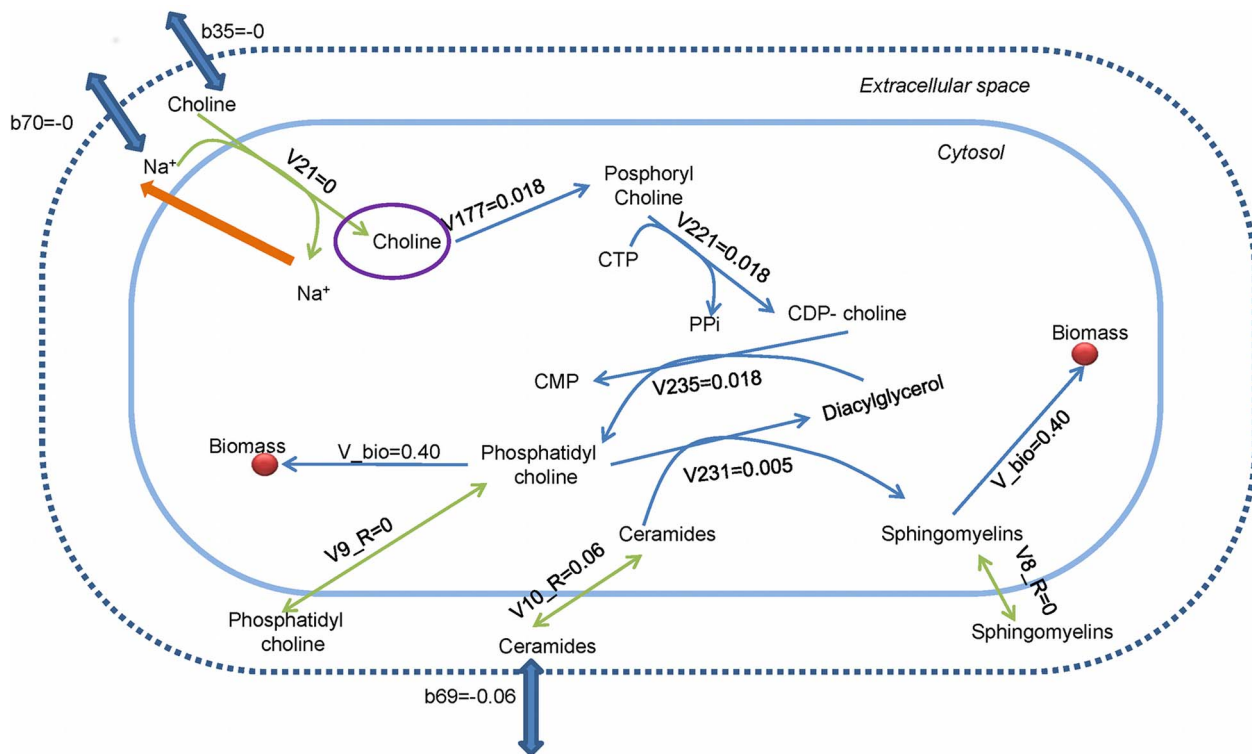 b35=-0
Extracellular space
Choline
b70=-0
Cytosol
Na+
V21=0
Posphoryl
Choline
V177=0.018
Choline
V221=0.018
CTP
Na+
PPi
CDP- choline
Biomass
CMP
V235=0.018
Diacylglycerol
Biomass
V_bio=0.40
Phosphatidyl
choline
V231=0.005
V_bio=0.40
V9_R=0
Ceramides
Sphingomyelins
V10_R=0.06
V8_R=0
Phosphatidyl
choline
Ceramides
Sphingomyelins
b69=-0.06